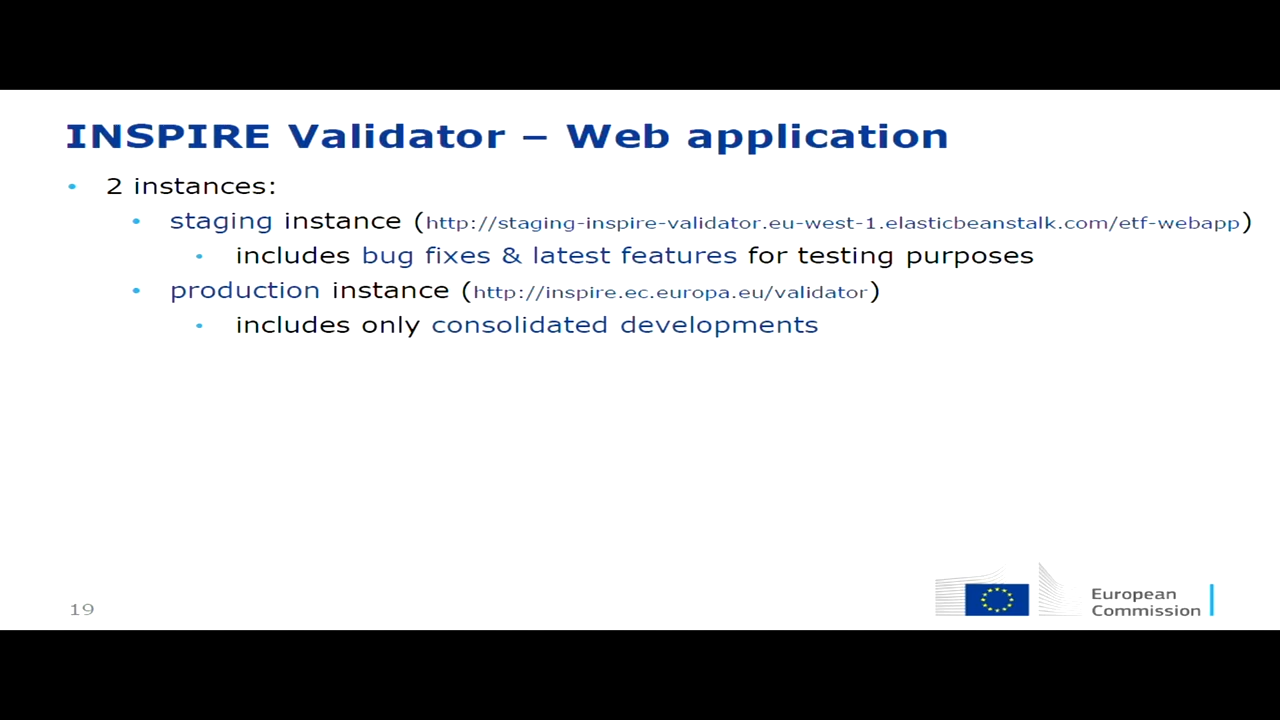 INSPIRE Validator – Web application
• 2 instances:
• staging instance (http://staging-inspire-validator.eu-west-1.elasticbeanstalk.com/etf-webapp)
• includes bug fixes & latest features for testing purposes
• production instance (http://inspire.ec.europa.eu/validator)
• includes only consolidated developments
19
European
Commission